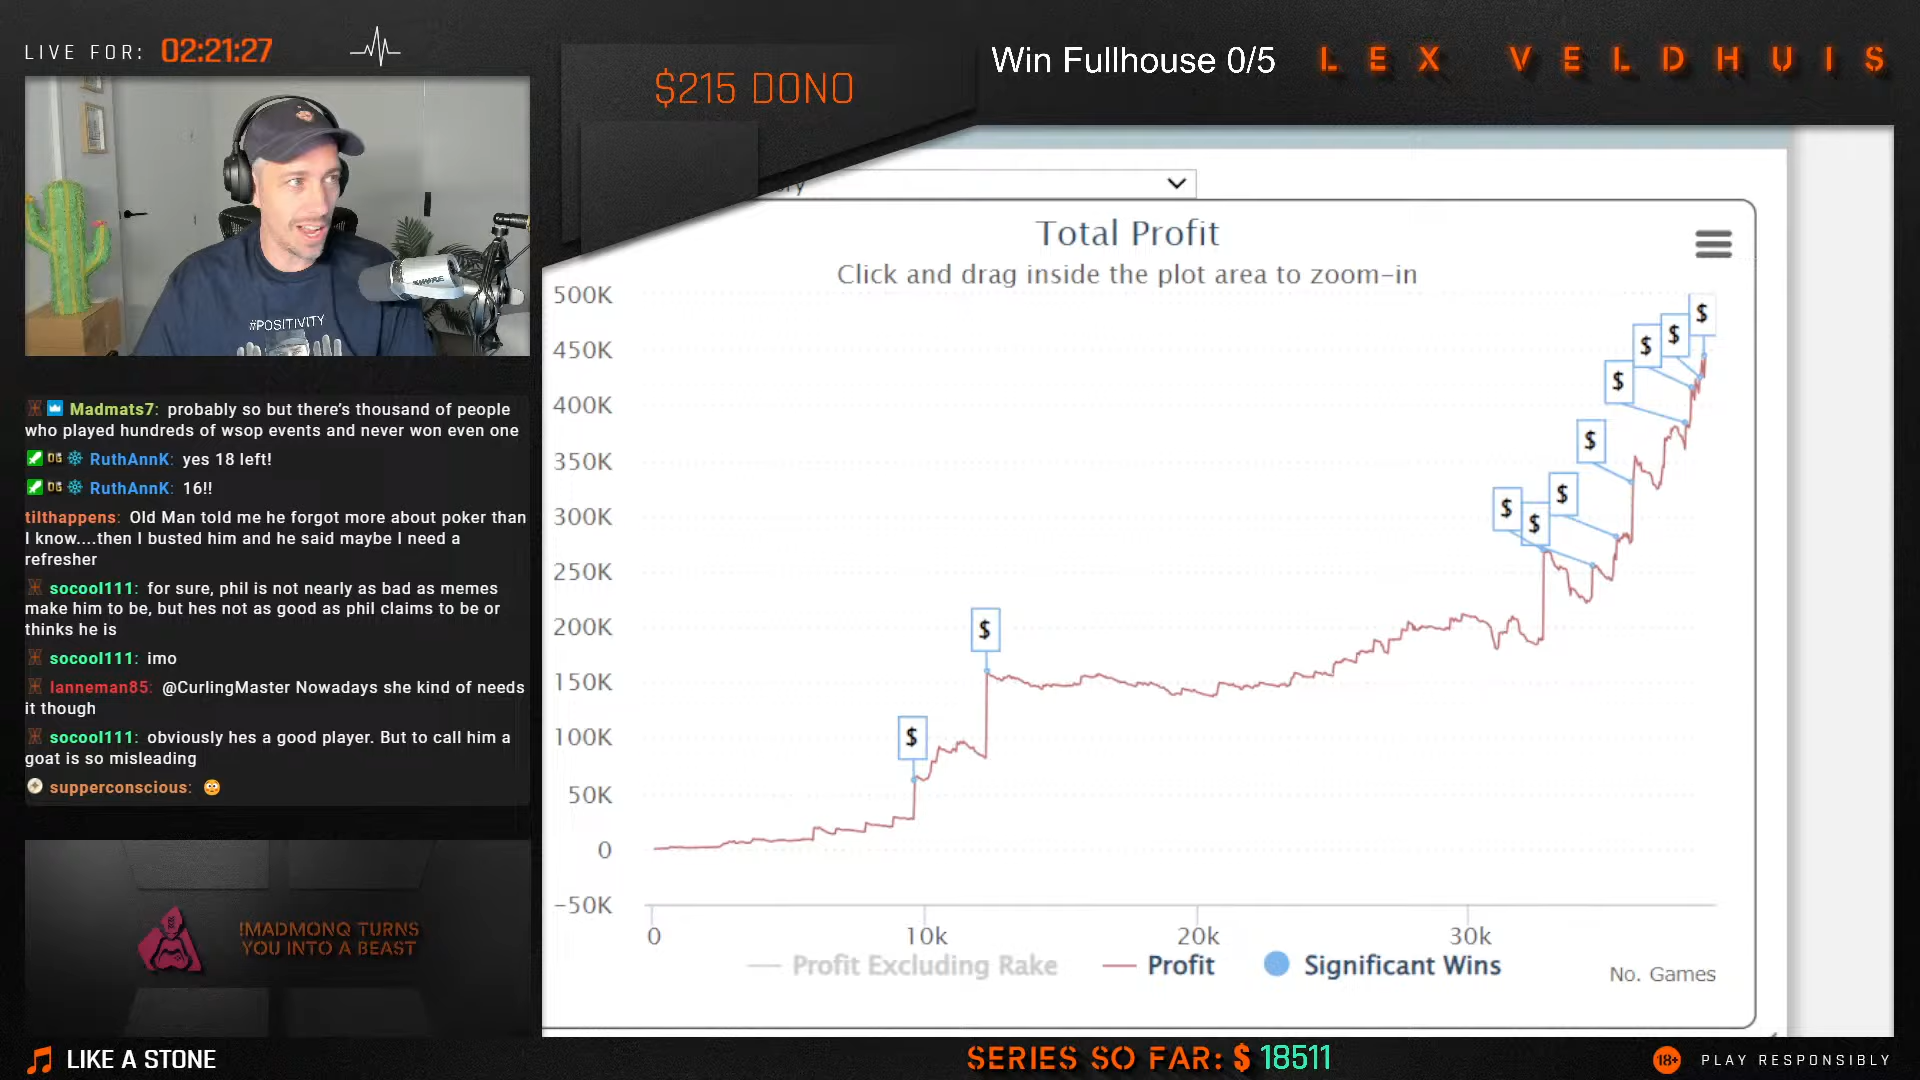 LIVE FOR: 02:21:27
$215 DONO
Win Fullhouse 0/5
LEX VELDHUIS
#POSITIVITY
Madmats7: probably so but there's thousand of people
who played hundreds of wsop events and never won even one
RuthAnnK: yes 18 left!
RuthAnnK: 16!!
tilthappens: Old Man told me he forgot more about poker than
I know....then I busted him and he said maybe I need a
refresher
socool111: for sure, phil is not nearly as bad as memes
make him to be, but hes not as good as phil claims to be or
thinks he is
socool111: imo
lanneman85: @CurlingMaster Nowadays she kind of needs
it though
socool111: obviously hes a good player. But to call him a
goat is so misleading
supperconscious:
!MADMONQ TURNS
YOU INTO A BEAST
Total Profit
Click and drag inside the plot area to zoom-in
500K
450K
400K
350K
300K
250K
200K
150K
100K
50K
0
-50K
$
$
$
$
$
$
$
$
$
$
0
10k
20k
30k
Profit Excluding Rake
Profit
Significant Wins
No. Games
LIKE A STONE
SERIES SO FAR: $ 18511
18+ PLAY RESPONSIBLY